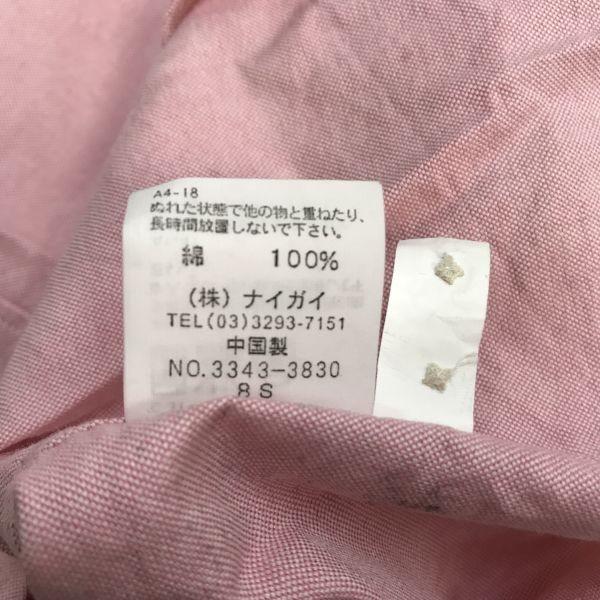 A4-18
ぬれた状態で他の物と重ねたり、
長時間放置しないで下さい。
綿 100%
(株) ナイガイ
TEL(03)3293-7151
中国製
NO.3343-3830
8S